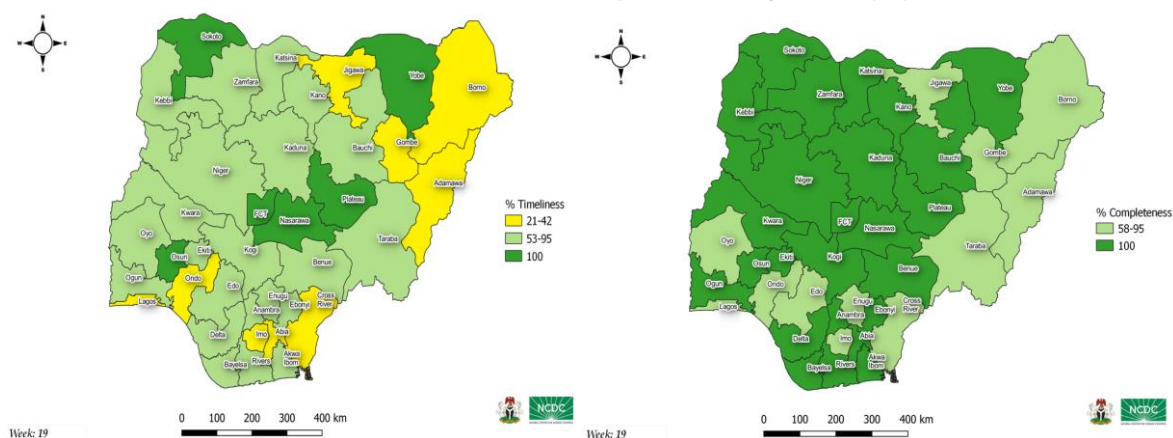 N
W
E
S
Sokoto
Katsina
Jigawa
Yobe
Borno
Zamfara
Kano
Kebbi
Gombe
Bauchi
Kaduna
Adamawa
Niger
Plateau
FCT
Nasarawa
Kwara
Taraba
Oyo
Kogi
Ekiti
Osun
Benue
Ogun
Ondo
Edo
Enugu
Cross
River
Ebonyi
Lagos
Anambra
Delta
Imo
Abia
Akwa
Ibom
Rivers
Bayelsa
% Timeliness
21-42
53-95
100
NCDC
0 100 200 300 400 km
Week: 19
N
W
E
S
Sokoto
Katsina
Jigawa
Yobe
Borno
Zamfara
Kano
Kebbi
Gombe
Bauchi
Kaduna
Adamawa
Niger
Plateau
FCT
Nasarawa
Kwara
Taraba
Oyo
Kogi
Ekiti
Osun
Benue
Ogun
Ondo
Edo
Enugu
Cross
River
Ebonyi
Lagos
Anambra
Delta
Imo
Abia
Akwa
Ibom
Rivers
Bayelsa
% Completeness
58-95
100
NCDC
0 100 200 300 400 km
Week: 19